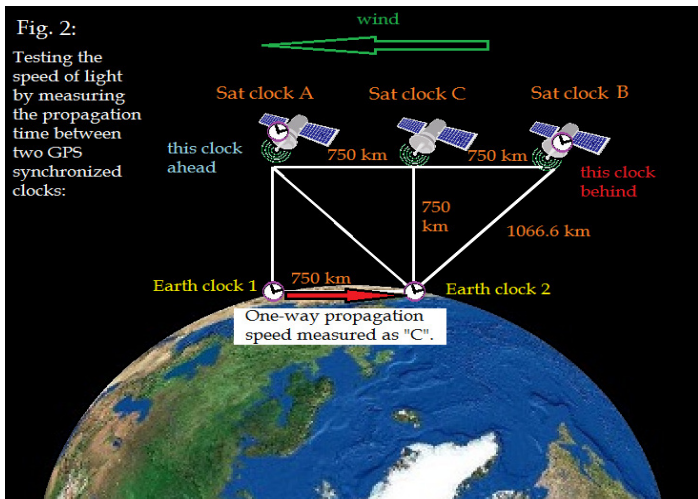 Fig. 2:
Testing the
speed of light
by measuring
the propagation
time between
two GPS
synchronized
clocks:
wind
Sat clock A
Sat clock C
Sat clock B
this clock
ahead
750 km
750 km
this clock
behind
750
km
1066.6 km
Earth clock 1
750 km
Earth clock 2
One-way propagation
speed measured as "C".